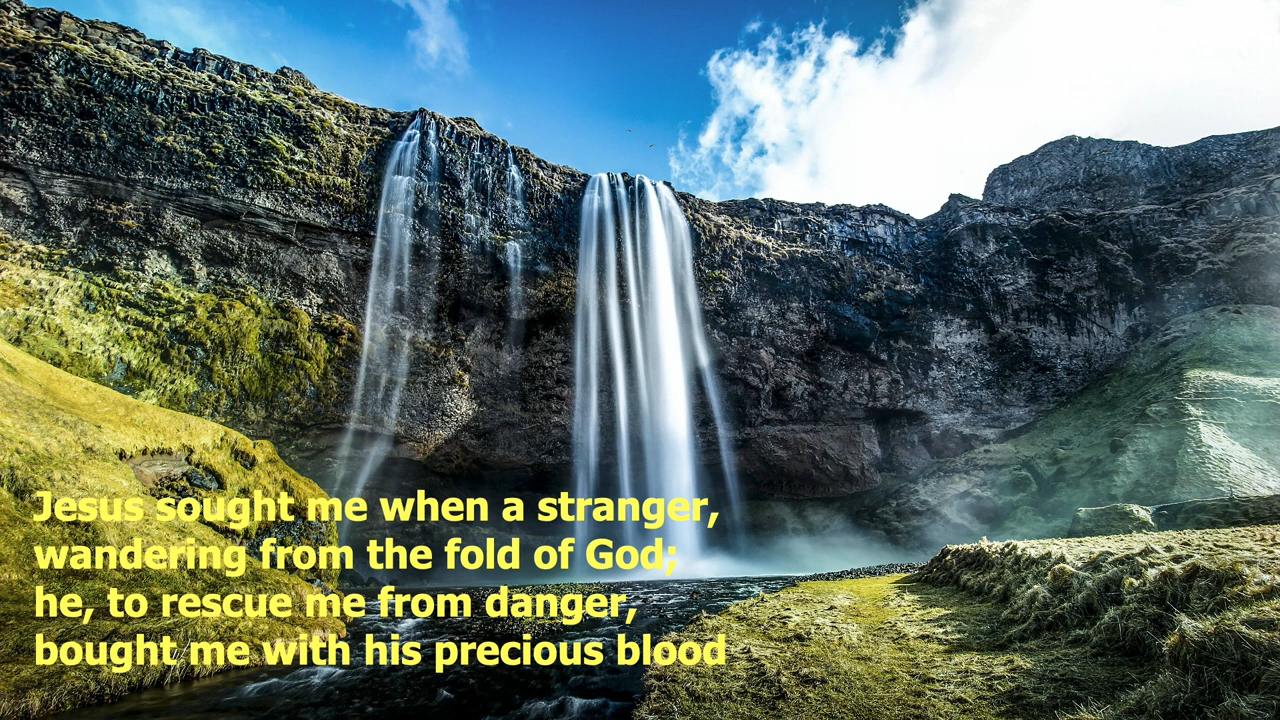 Jesus sought me when a stranger,
wandering from the fold of God;
he, to rescue me from danger,
bought me with his precious blood